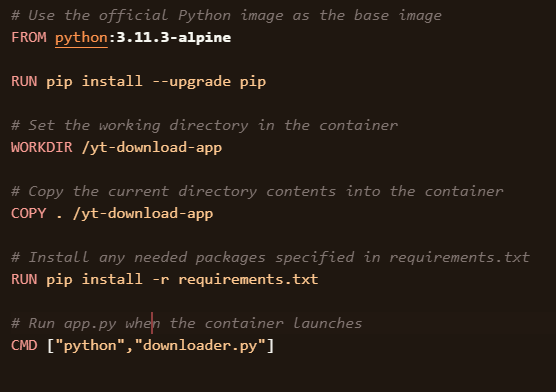 # Use the official Python image as the base image
FROM python:3.11.3-alpine
RUN pip install --upgrade pip
# Set the working directory in the container
WORKDIR /yt-download-app
# Copy the current directory contents into the container
COPY . /yt-download-app
# Install any needed packages specified in requirements.txt
RUN pip install -r requirements.txt
# Run app.py when the container launches
CMD ["python","downloader.py"]